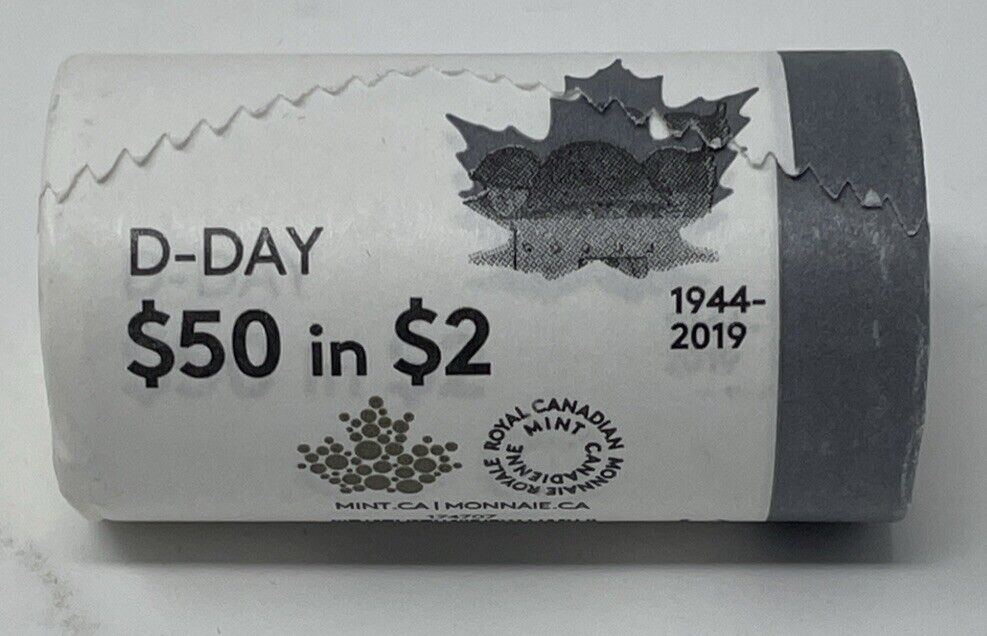 D-DAY
$50 in $2
1944-
2019
ROYAL CANADIAN MINT
MONNAIE ROYALE CANADIENNE
MINT.CA | MONNAIE.CA